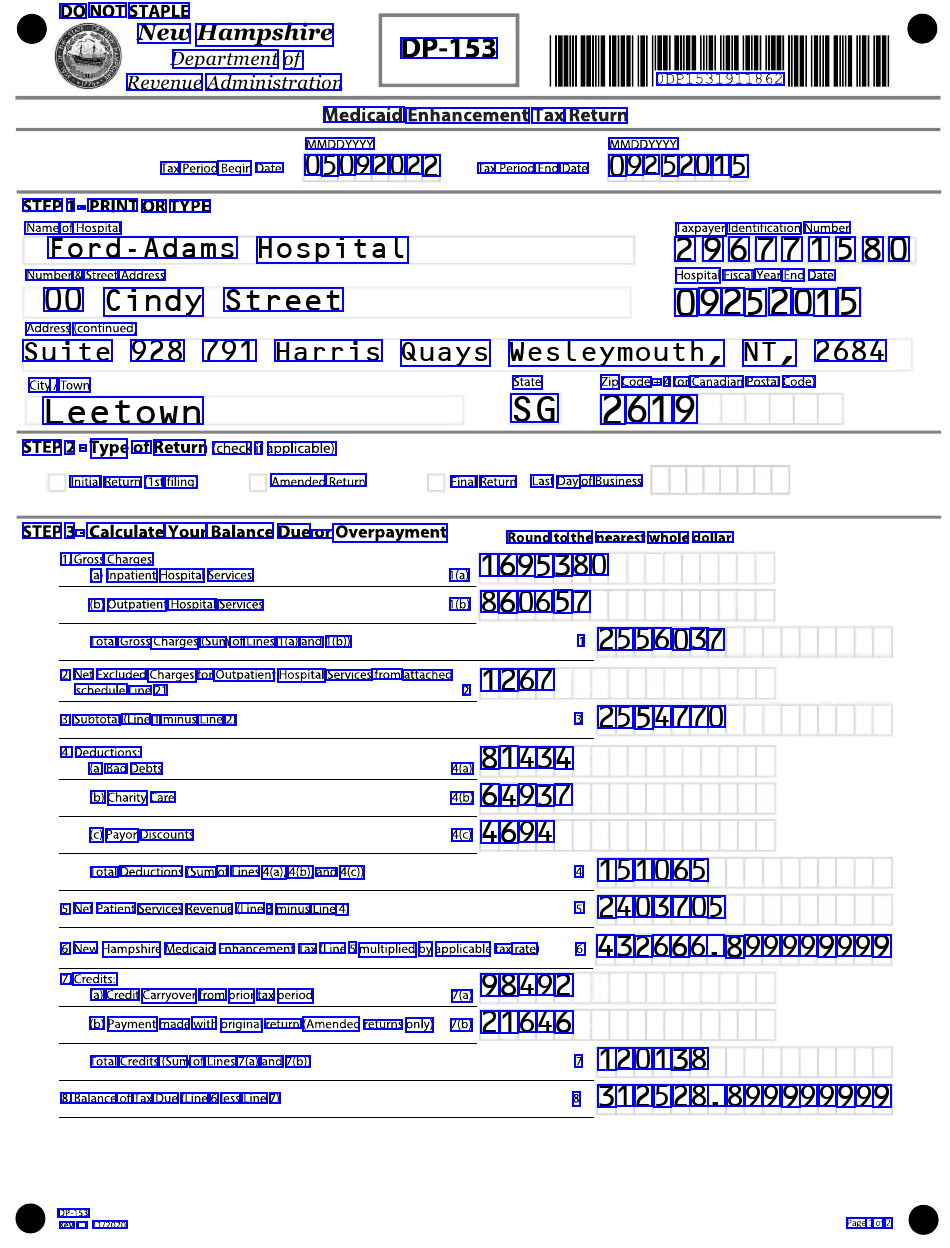 DO NOT STAPLE
New Hampshire
Department of
Revenue Administration
DP-153
0DP1531911862
Medicaid Enhancement Tax Return
MMDDYYYY MMDDYYYY
Tax Period Begin Date 05092022 Tax Period End Date 09252015
STEP 1 - PRINT OR TYPE
Name of Hospital Taxpayer Identification Number
Ford-Adams Hospital 296771580
Number & Street Address Hospital Fiscal Year End Date
00 Cindy Street 09252015
Address (continued)
Suite 928 791 Harris Quays Wesleymouth, NT, 2684
City / Town State Zip Code + 4 (or Canadian Postal Code)
Leetown SG 2619
STEP 2 - Type of Return (check if applicable)
Initial Return (1st filing Amended Return Final Return Last Day of Business
STEP 3 - Calculate Your Balance Due or Overpayment Round to the nearest whole dollar
1 Gross Charges
a) Inpatient Hospital Services 1(a) 1695380
(b) Outpatient Hospital Services 1(b) 860657
Total Gross Charges (Sum of Lines 1(a) and 1(b)) 1 2556037
2 Net Excluded Charges for Outpatient Hospital Services from attached
schedule Line 21 2 1267
3 Subtotal (Line 1 minus Line 2) 3 2554770
4 Deductions:
(a) Bad Debts 4(a) 81434
b) Charity Care 4(b) 64937
(c) Payor Discounts 4(c) 4694
Total Deductions (Sum of Lines 4(a), 4(b), and 4(c)) 4 151065
5 Net Patient Services Revenue (Line 3 minus Line 4) 5 2403705
6 New Hampshire Medicaid Enhancement Tax (Line 5 multiplied by applicable tax rate) 6 432666.899999999
7 Credits:
a) Credit Carryover from prior tax period 7(a) 98492
(b) Payment made with original return (Amended returns only) 7(b) 21646
Total Credits (Sum of Lines 7(a) and 7(b)) 7 120138
8 Balance of Tax Due (Line 6 less Line 7) 8 312528.899999999
DP-153
Rev 11/2020 Page 1 of 2